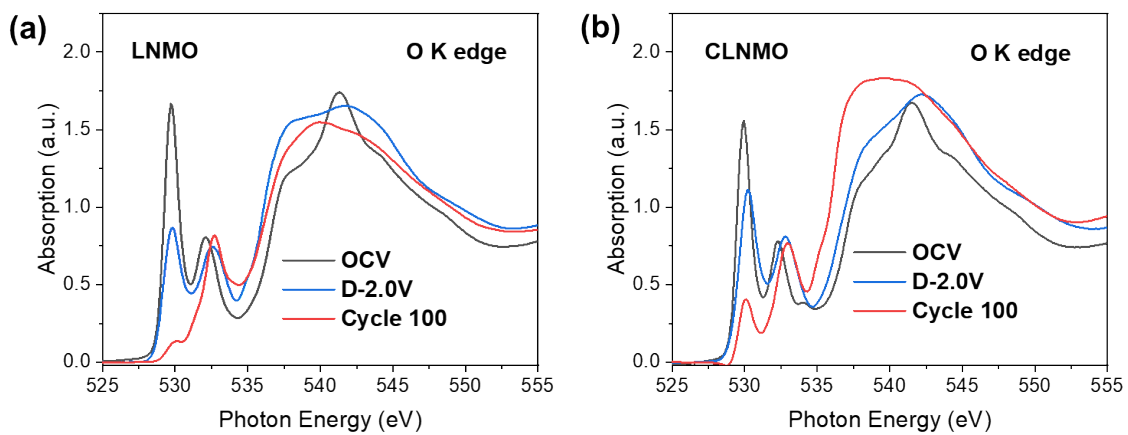 (a)
LNMO
O K edge
2.0
1.5
1.0
0.5
0.0
Absorption (a.u.)
OCV
D-2.0V
Cycle 100
525 530 535 540 545 550 555
Photon Energy (eV)
(b)
CLNMO
O K edge
2.0
1.5
1.0
0.5
0.0
Absorption (a.u.)
OCV
D-2.0V
Cycle 100
525 530 535 540 545 550 555
Photon Energy (eV)